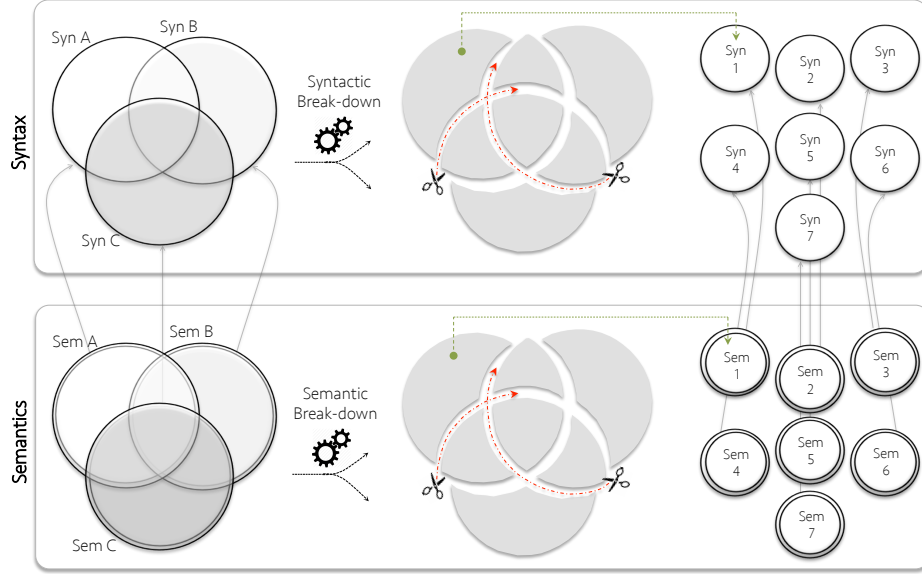 Syntax
Syn A
Syn B
Syn C
Syntactic
Break-down
Syn
1
Syn
2
Syn
3
Syn
4
Syn
5
Syn
6
Syn
7
Semantics
Sem A
Sem B
Sem C
Semantic
Break-down
Sem
1
Sem
2
Sem
3
Sem
4
Sem
5
Sem
6
Sem
7